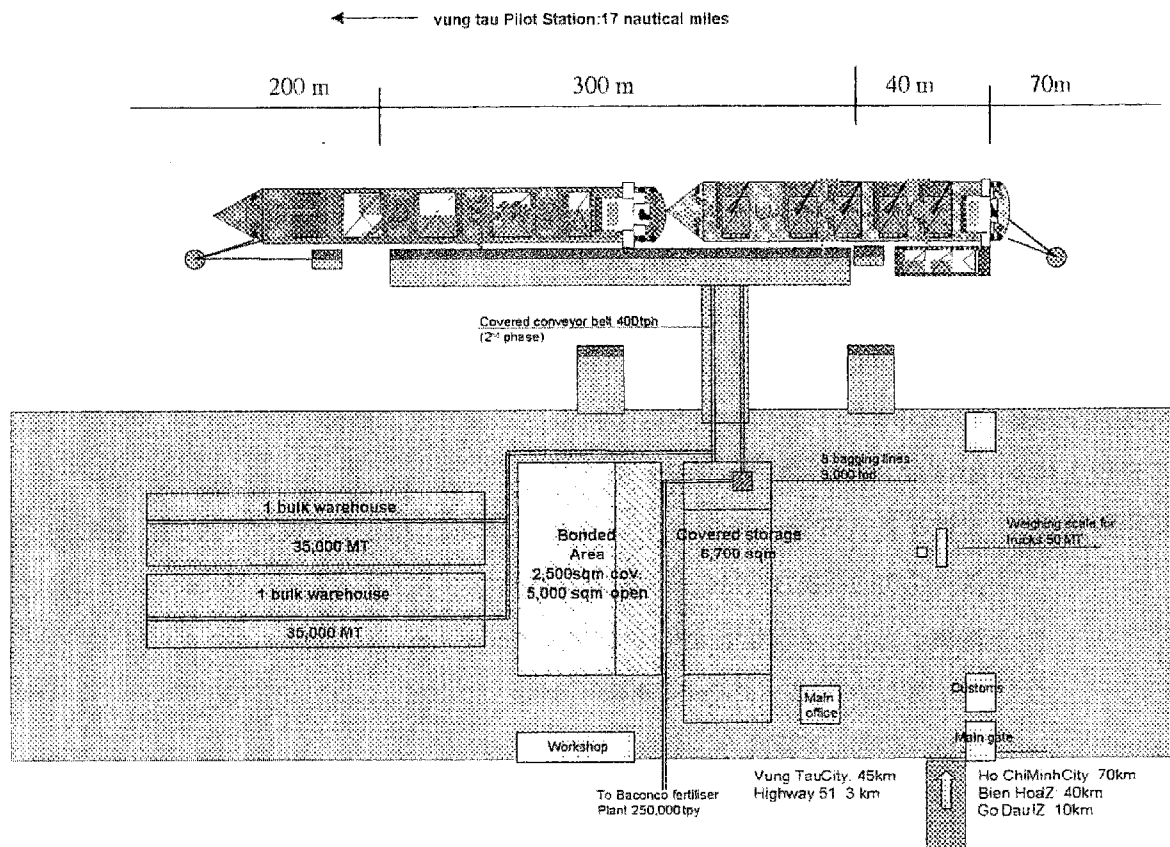 vung tau Pilot Station:17 nautical miles
200 m
300 m
40 m
70m
Covered conveyor belt 400tph
(2nd phase)
8 bagging lines
1 bulk warehouse
35,000 MT
1 bulk warehouse
35,000 MT
Bonded
Area
2,500sqm cov.
5,000 sqm open
Covered storage
6,700 sqm
Weighing scale for
trucks 50 MT
Main
office
Customs
Main gate
Workshop
To Baconco fertiliser
Plant 250,000tpy
Vung TauCity. 45km
Highway 51 3 km
Ho ChiMinhCity 70km
Bien HoaIZ 40km
Go DauIZ 10km